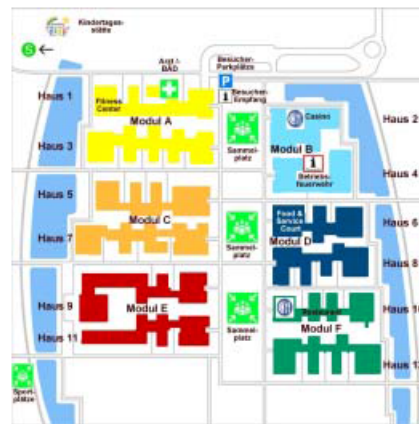 Kindertages-
stätte
S
Arzt /
BAD
Besucher-
Parkplätze
P
i
Besucher-
Empfang
Haus 1
Fitness
Center
Modul A
Haus 3
Sammel-
platz
Casino
Modul B
i
Betriebs-
feuerwehr
Haus 2
Haus 4
Haus 5
Modul C
Haus 7
Sammel-
platz
Food &
Service
Court
Modul D
Haus 6
Haus 8
Haus 9
Modul E
Haus 11
Sammel-
platz
Restaurant
Modul F
Haus 10
Haus 12
Sport-
plätze